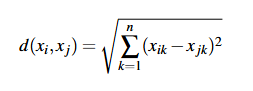 d(x_i, x_j) = \sqrt{\sum_{k=1}^{n} (x_{ik} - x_{jk})^2}